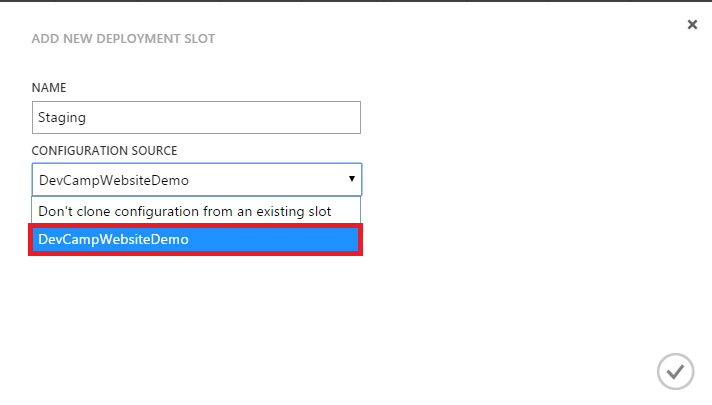 ADD NEW DEPLOYMENT SLOT
NAME
Staging
CONFIGURATION SOURCE
DevCampWebsiteDemo
Don't clone configuration from an existing slot
DevCampWebsiteDemo